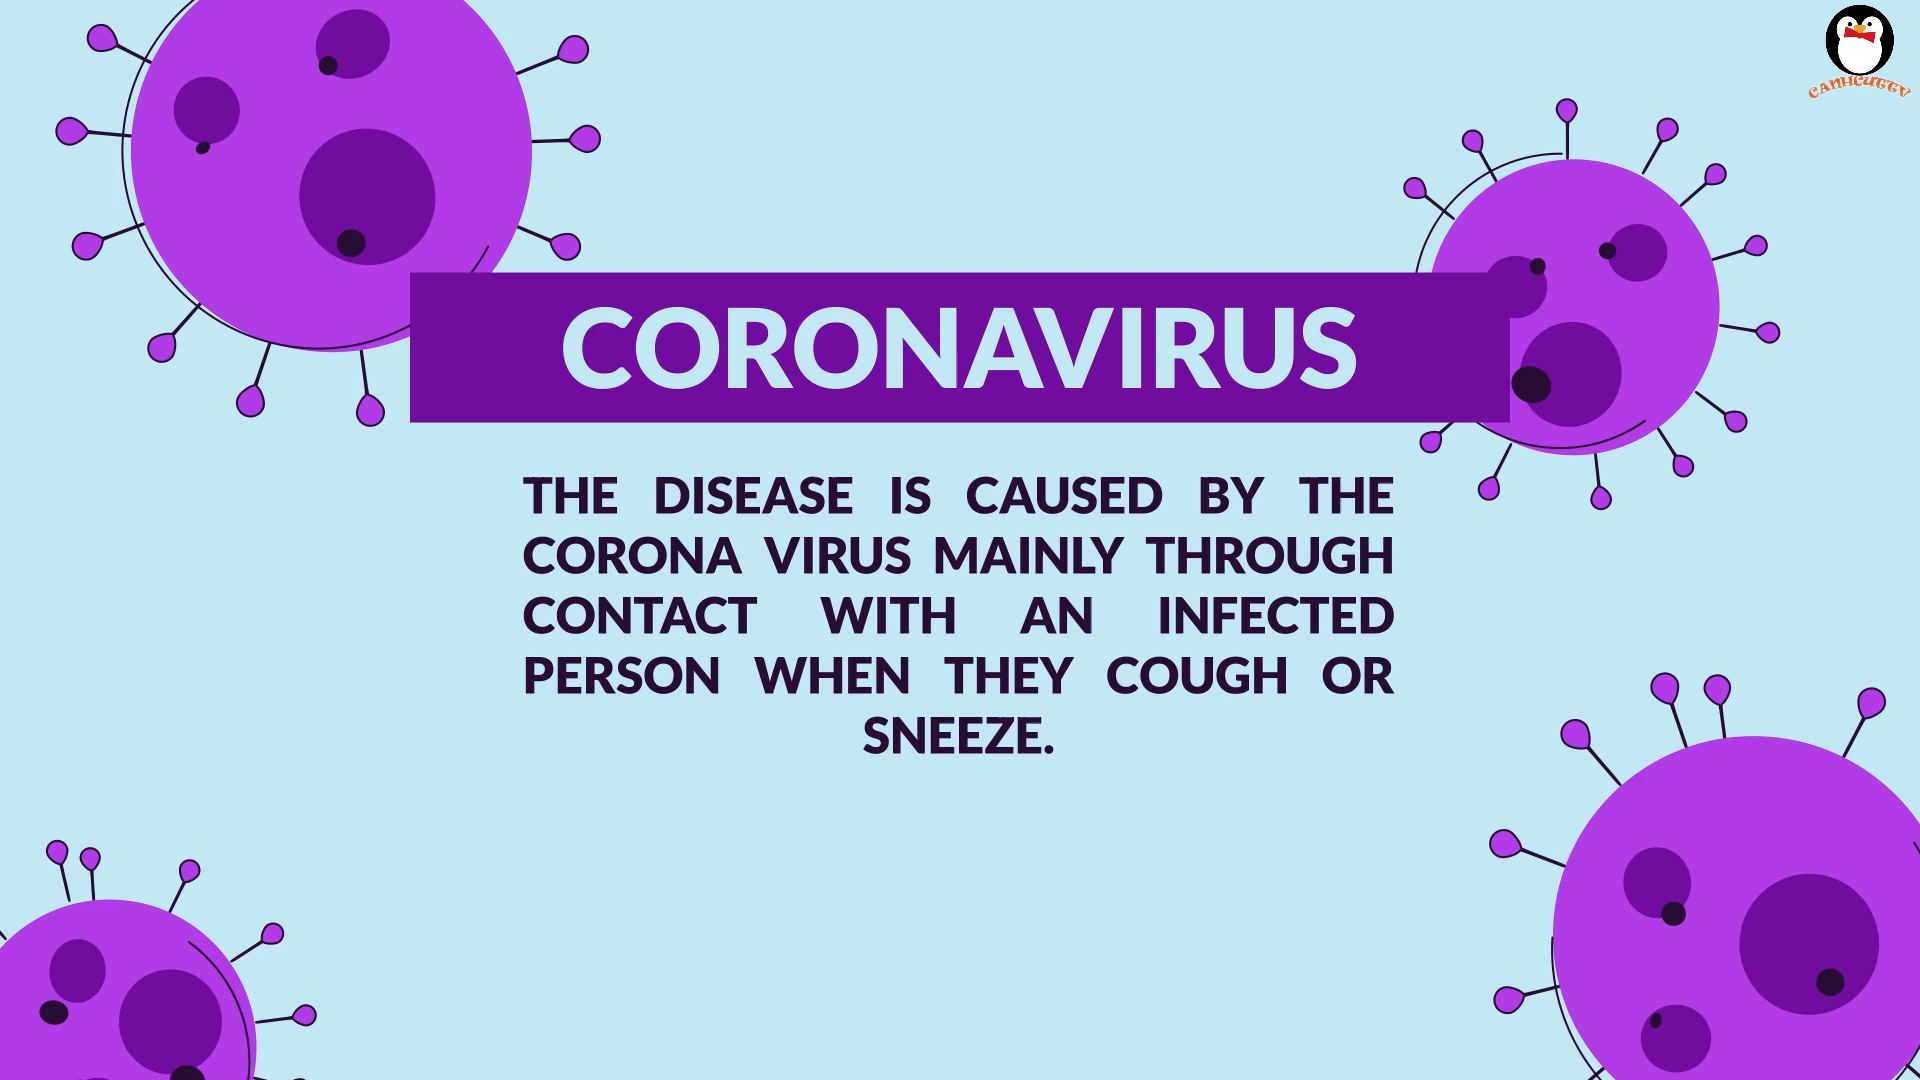 CANHCUTTV
CORONAVIRUS
THE DISEASE IS CAUSED BY THE
CORONA VIRUS MAINLY THROUGH
CONTACT WITH AN INFECTED
PERSON WHEN THEY COUGH OR
SNEEZE.